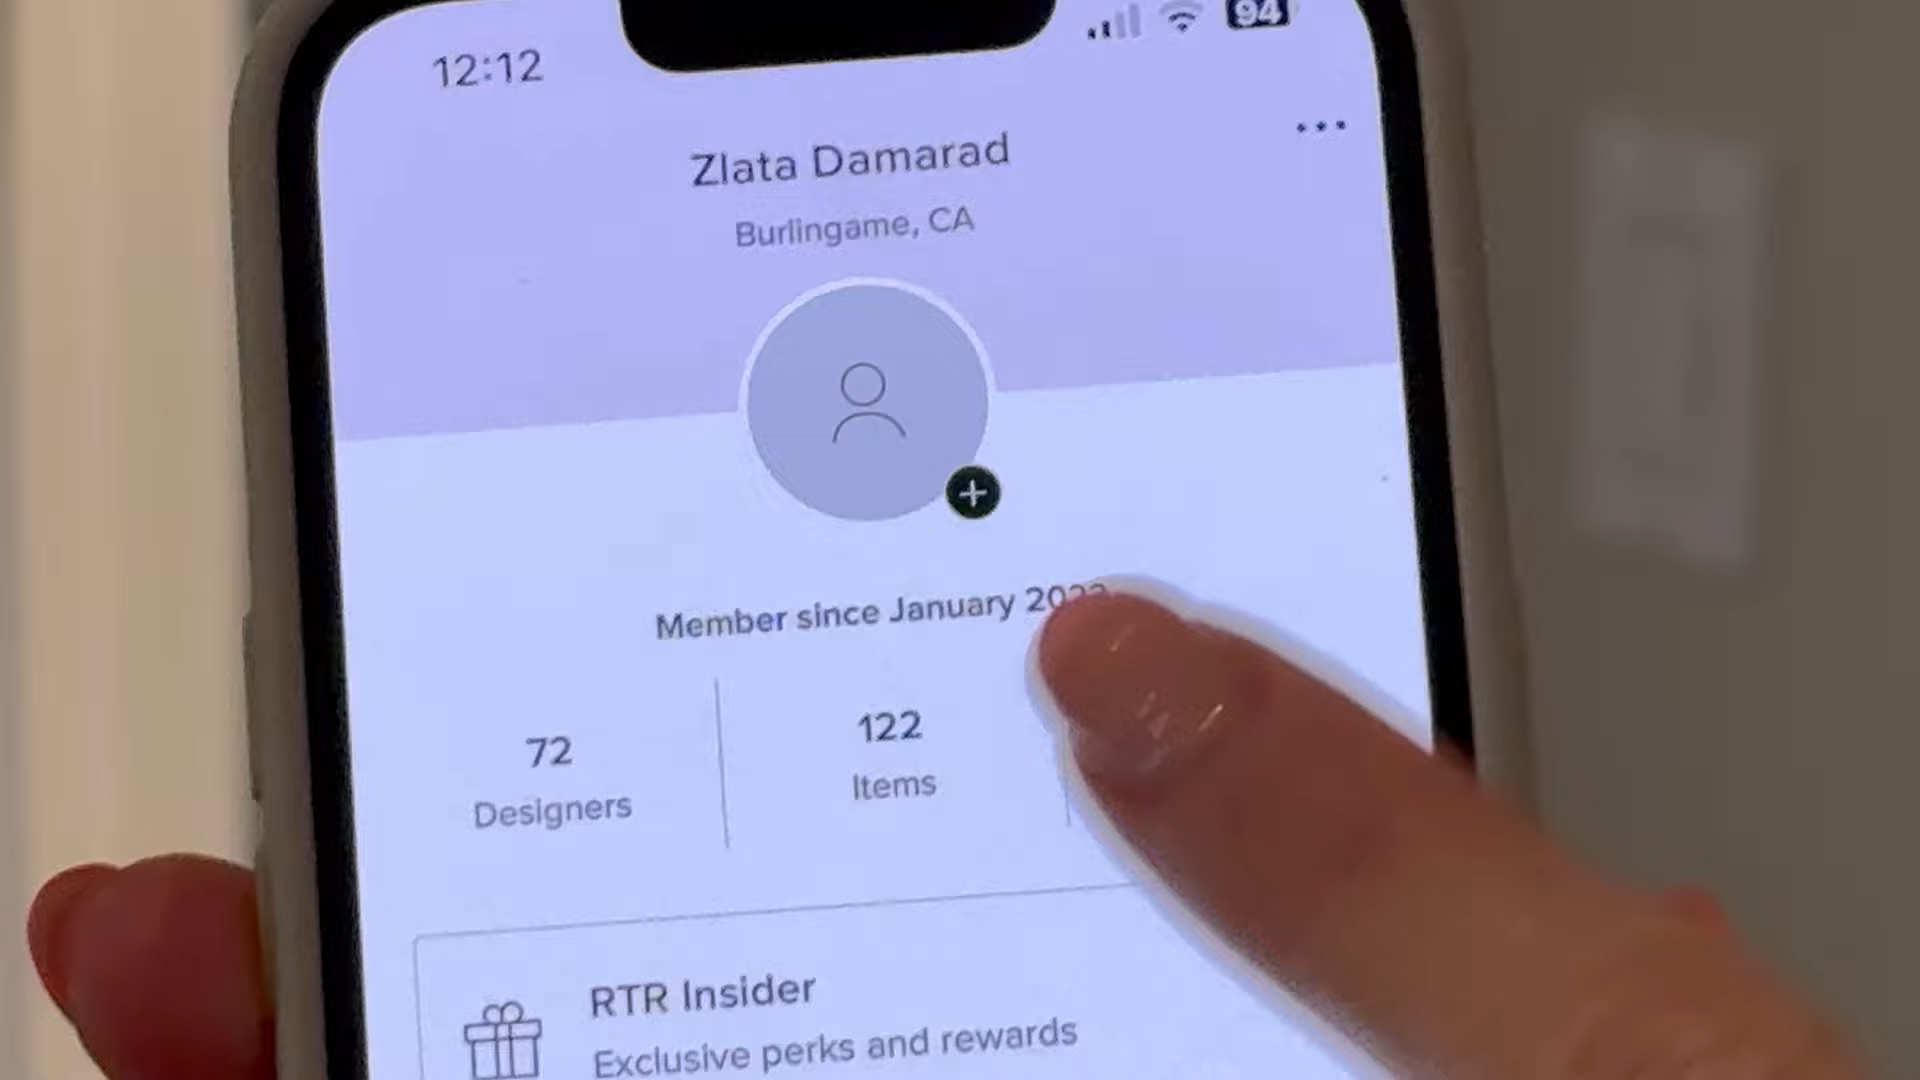 12:12
94
Zlata Damarad
Burlingame, CA
Member since January
72
122
Designers
Items
RTR Insider
Exclusive perks and rewards